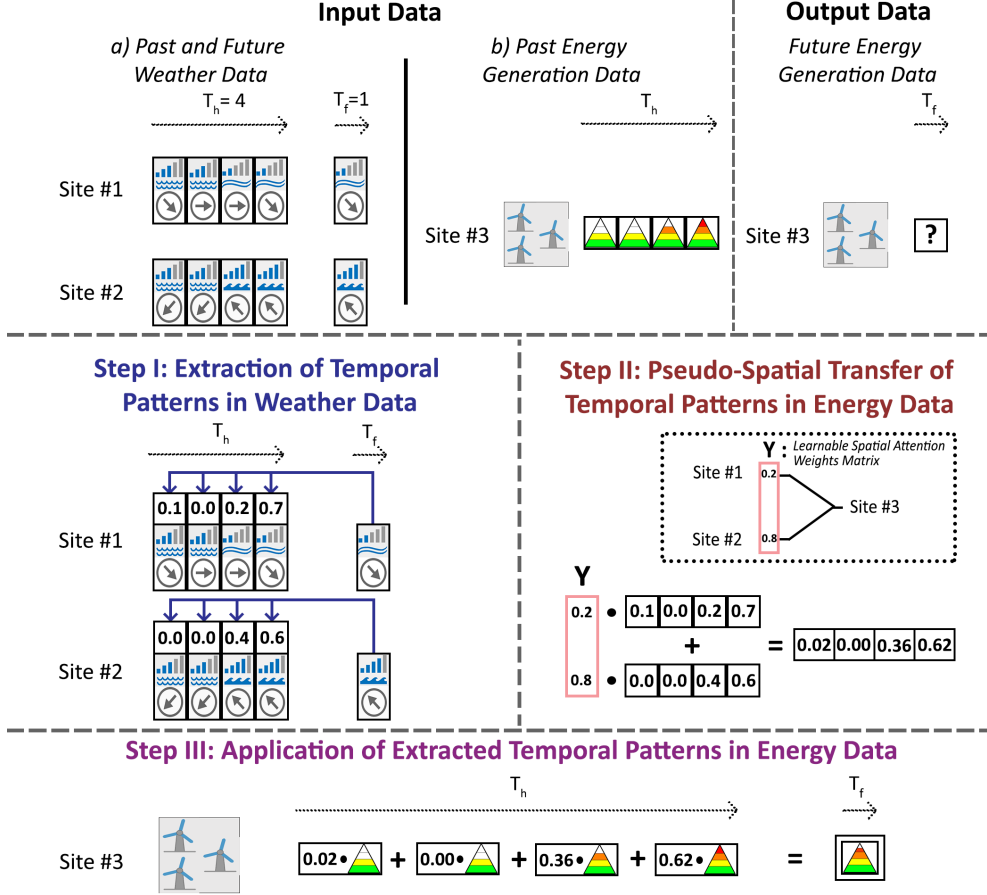 Input Data
Output Data
a) Past and Future
Weather Data
b) Past Energy
Generation Data
Future Energy
Generation Data
Tₕ= 4
T_f=1
Tₕ
T_f
Site #1
Site #2
Site #3
Site #3
?
Step I: Extraction of Temporal
Patterns in Weather Data
Tₕ
T_f
0.1 0.0 0.2 0.7
Site #1
0.0 0.0 0.4 0.6
Site #2
Step II: Pseudo-Spatial Transfer of
Temporal Patterns in Energy Data
Y : Learnable Spatial Attention
Weights Matrix
Site #1 0.2
Site #3
Site #2 0.8
Y
0.2 • 0.1 0.0 0.2 0.7
+ = 0.02 0.00 0.36 0.62
0.8 • 0.0 0.0 0.4 0.6
Step III: Application of Extracted Temporal Patterns in Energy Data
Tₕ
T_f
Site #3 0.02• + 0.00• + 0.36• + 0.62• =